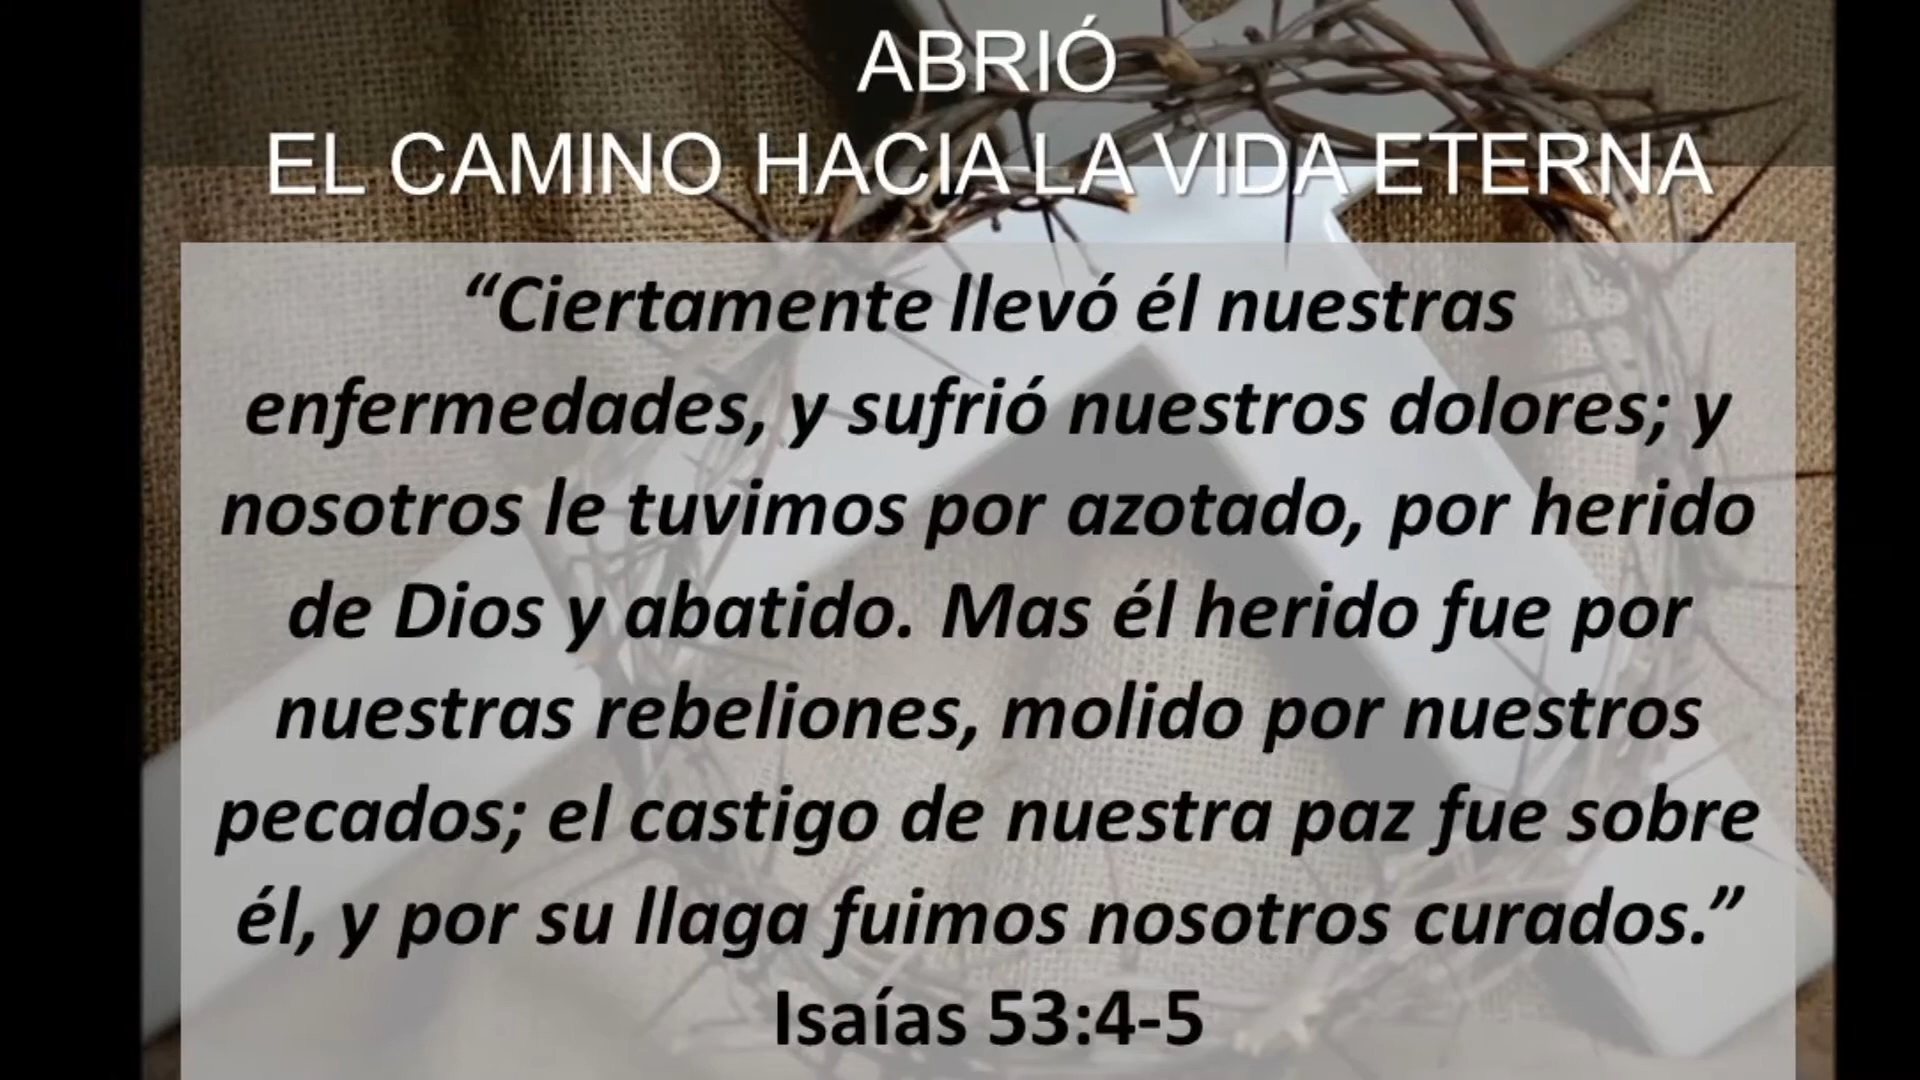 ABRIÓ
EL CAMINO HACIA LA VIDA ETERNA
“Ciertamente llevó él nuestras
enfermedades, y sufrió nuestros dolores; y
nosotros le tuvimos por azotado, por herido
de Dios y abatido. Mas él herido fue por
nuestras rebeliones, molido por nuestros
pecados; el castigo de nuestra paz fue sobre
él, y por su llaga fuimos nosotros curados.”
Isaías 53:4-5